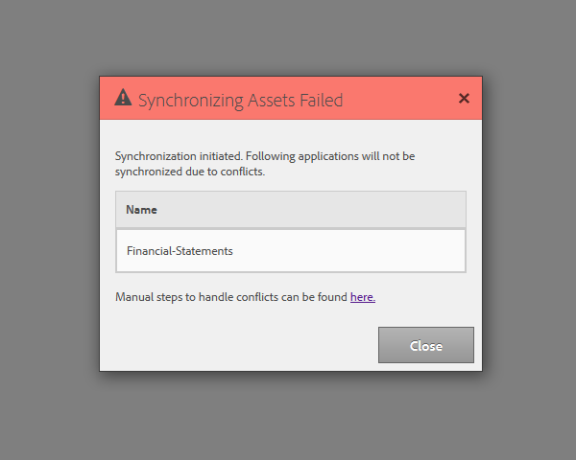 Synchronizing Assets Failed
Synchronization initiated. Following applications will not be
synchronized due to conflicts.
Name
Financial-Statements
Manual steps to handle conflicts can be found here.
Close